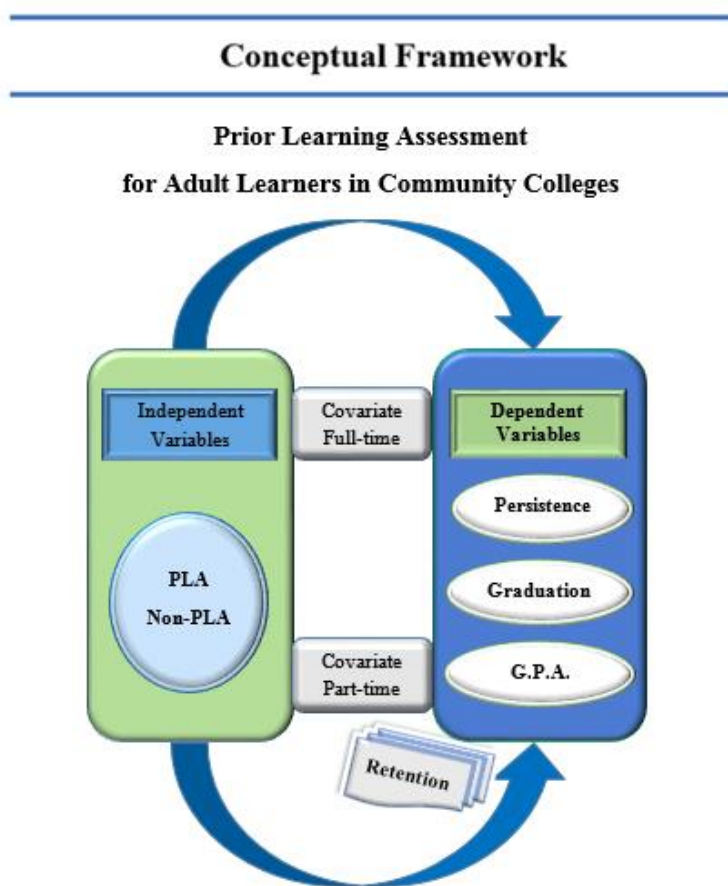 Conceptual Framework
Prior Learning Assessment
for Adult Learners in Community Colleges
Independent
Variables
Covariate
Full-time
Dependent
Variables
Persistence
PLA
Non-PLA
Graduation
Covariate
Part-time
G.P.A.
Retention